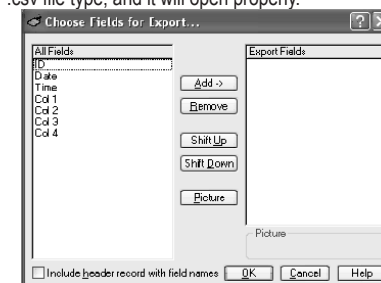 .csv file type, and it will open properly.
Choose Fields for Export...
All Fields
Export Fields
ID
Date
Time
Col 1
Col 2
Col 3
Col 4
Add ->
Remove
Shift Up
Shift Down
Picture
Picture
Include header record with field names
OK
Cancel
Help